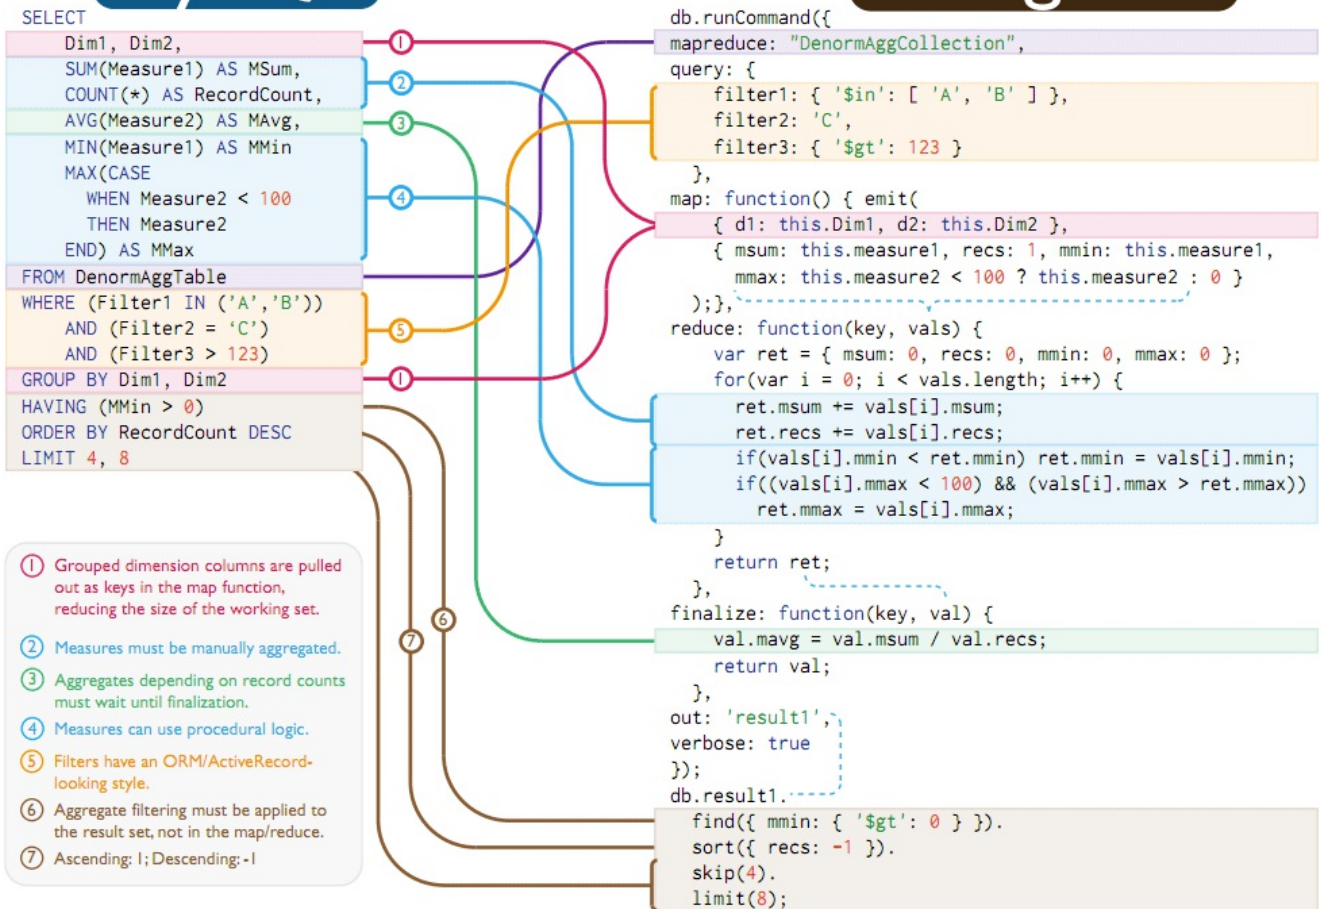 SELECT
Dim1, Dim2,
SUM(Measure1) AS MSum,
COUNT(*) AS RecordCount,
AVG(Measure2) AS MAvg,
MIN(Measure1) AS MMin
MAX(CASE
WHEN Measure2 < 100
THEN Measure2
END) AS MMax
FROM DenormAggTable
WHERE (Filter1 IN ('A','B'))
AND (Filter2 = ‘C’)
AND (Filter3 > 123)
GROUP BY Dim1, Dim2
HAVING (MMin > 0)
ORDER BY RecordCount DESC
LIMIT 4, 8
1
2
3
4
5
1
6
7
1 Grouped dimension columns are pulled
out as keys in the map function,
reducing the size of the working set.
2 Measures must be manually aggregated.
3 Aggregates depending on record counts
must wait until finalization.
4 Measures can use procedural logic.
5 Filters have an ORM/ActiveRecord-
looking style.
6 Aggregate filtering must be applied to
the result set, not in the map/reduce.
7 Ascending: 1; Descending: -1
db.runCommand({
mapreduce: "DenormAggCollection",
query: {
filter1: { '$in': [ 'A', 'B' ] },
filter2: 'C',
filter3: { '$gt': 123 }
},
map: function() { emit(
{ d1: this.Dim1, d2: this.Dim2 },
{ msum: this.measure1, recs: 1, mmin: this.measure1,
mmax: this.measure2 < 100 ? this.measure2 : 0 }
);},
reduce: function(key, vals) {
var ret = { msum: 0, recs: 0, mmin: 0, mmax: 0 };
for(var i = 0; i < vals.length; i++) {
ret.msum += vals[i].msum;
ret.recs += vals[i].recs;
if(vals[i].mmin < ret.mmin) ret.mmin = vals[i].mmin;
if((vals[i].mmax < 100) && (vals[i].mmax > ret.mmax))
ret.mmax = vals[i].mmax;
}
return ret;
},
finalize: function(key, val) {
val.mavg = val.msum / val.recs;
return val;
},
out: 'result1',
verbose: true
});
db.result1.
find({ mmin: { '$gt': 0 } }).
sort({ recs: -1 }).
skip(4).
limit(8);